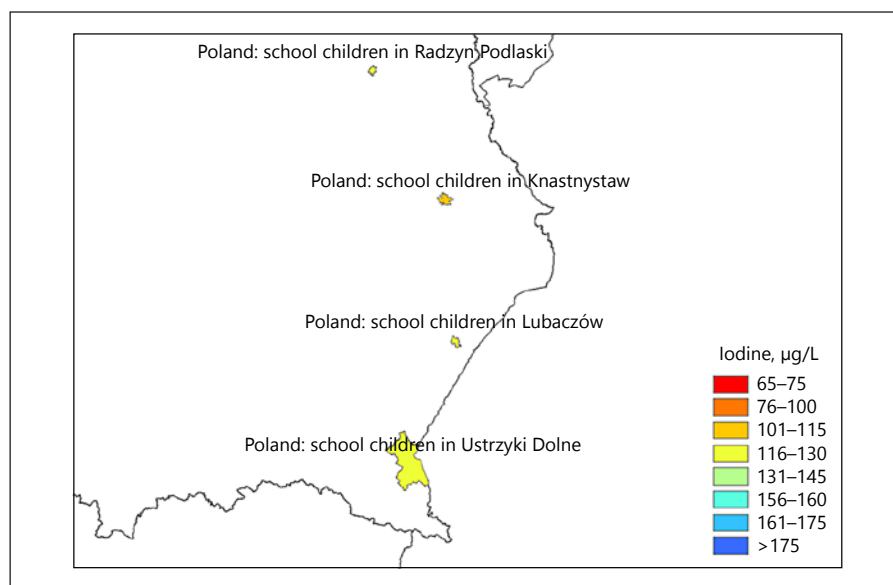 Poland: school children in Radzyn Podlaski
Poland: school children in Knastnystaw
Poland: school children in Lubaczów
Poland: school children in Ustrzyki Dolne
Iodine, µg/L
65–75
76–100
101–115
116–130
131–145
156–160
161–175
>175